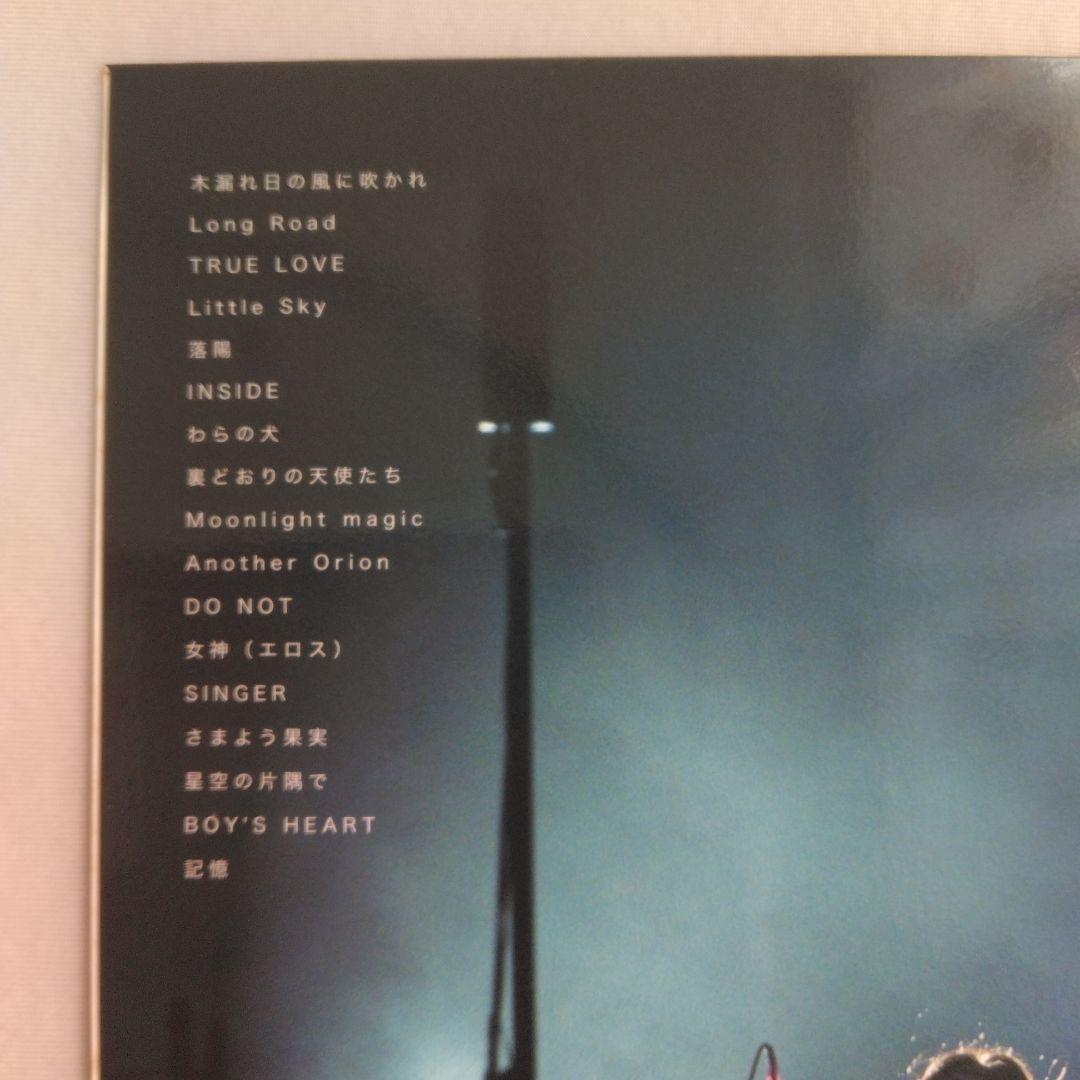 木漏れ日の風に吹かれ
Long Road
TRUE LOVE
Little Sky
落陽
INSIDE
わらの犬
裏どおりの天使たち
Moonlight magic
Another Orion
DO NOT
女神（エロス）
SINGER
さまよう果実
星空の片隅で
BOY'S HEART
記憶